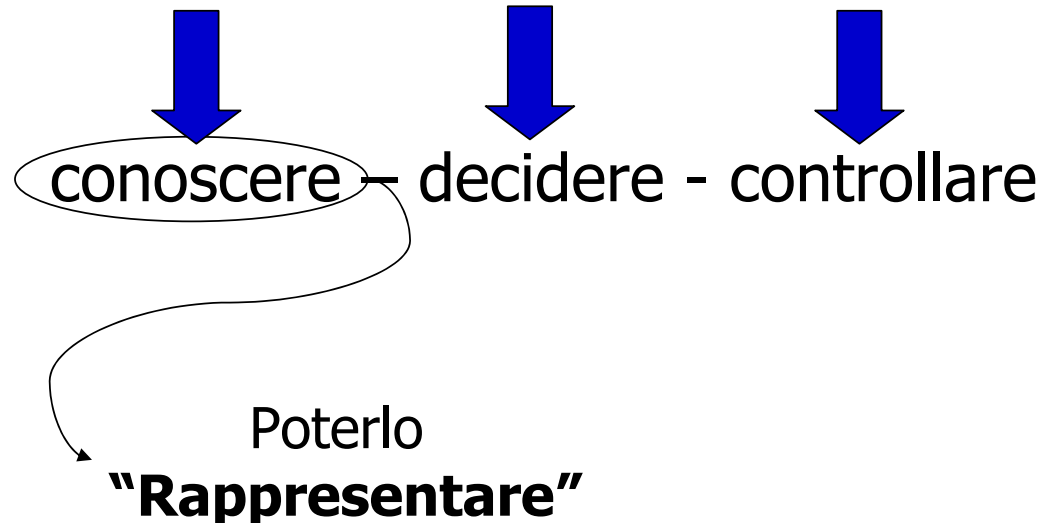 conoscere – decidere - controllare
Poterlo
“Rappresentare”